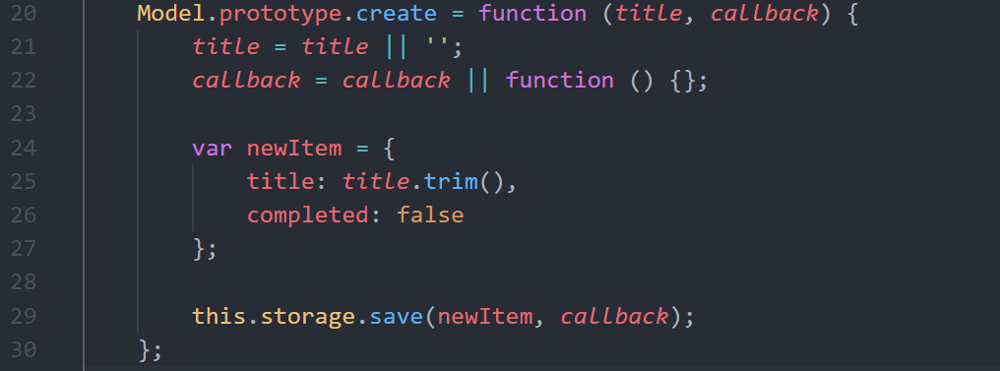 20 Model.prototype.create = function (title, callback) {
21 title = title || '';
22 callback = callback || function () {};
23
24 var newItem = {
25 title: title.trim(),
26 completed: false
27 };
28
29 this.storage.save(newItem, callback);
30 };